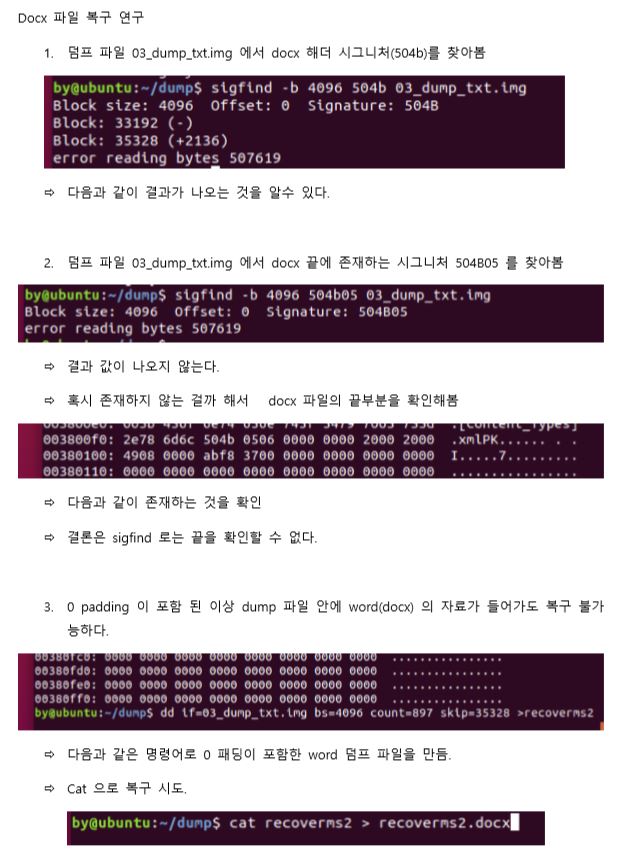 Docx 파일 복구 연구
1. 덤프 파일 03_dump_txt.img 에서 docx 해더 시그니처(504b)를 찾아봄
by@ubuntu:~/dump$ sigfind -b 4096 504b 03_dump_txt.img
Block size: 4096 Offset: 0 Signature: 504B
Block: 33192 (-)
Block: 35328 (+2136)
error reading bytes 507619
⇨ 다음과 같이 결과가 나오는 것을 알수 있다.
2. 덤프 파일 03_dump_txt.img 에서 docx 끝에 존재하는 시그니처 504B05 를 찾아봄
by@ubuntu:~/dump$ sigfind -b 4096 504b05 03_dump_txt.img
Block size: 4096 Offset: 0 Signature: 504B05
error reading bytes 507619
⇨ 결과 값이 나오지 않는다.
⇨ 혹시 존재하지 않는 걸까 해서 docx 파일의 끝부분을 확인해봄
.[Content_Types]
003800f0: 2e78 6d6c 504b 0506 0000 0000 2000 2000 .xmlPK...... . .
00380100: 4908 0000 abf8 3700 0000 0000 0000 0000 I.....7.........
00380110: 0000 0000 0000 0000 0000 0000 0000 0000 ................
⇨ 다음과 같이 존재하는 것을 확인
⇨ 결론은 sigfind 로는 끝을 확인할 수 없다.
3. 0 padding 이 포함 된 이상 dump 파일 안에 word(docx) 의 자료가 들어가도 복구 불가
능하다.
00380fc0: 0000 0000 0000 0000 0000 0000 0000 0000 ................
00380fd0: 0000 0000 0000 0000 0000 0000 0000 0000 ................
00380fe0: 0000 0000 0000 0000 0000 0000 0000 0000 ................
00380ff0: 0000 0000 0000 0000 0000 0000 0000 0000 ................
by@ubuntu:~/dump$ dd if=03_dump_txt.img bs=4096 count=897 skip=35328 >recoverms2
⇨ 다음과 같은 명령어로 0 패딩이 포함한 word 덤프 파일을 만듬.
⇨ Cat 으로 복구 시도.
by@ubuntu:~/dump$ cat recoverms2 > recoverms2.docx